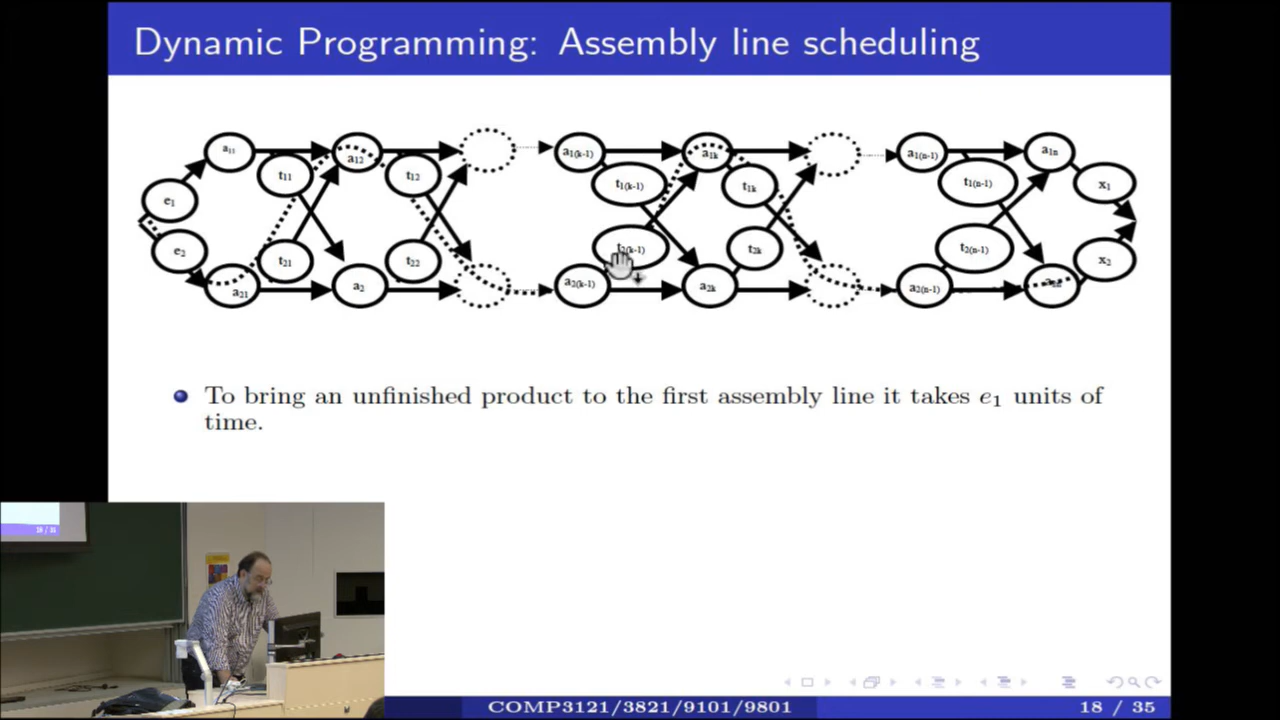 Dynamic Programming: Assembly line scheduling
a11 a12 a1(k-1) a1k a1(n-1) a1n
t11 t12 t1(k-1) t1k t1(n-1) x1
e1
e2 t21 t22 t2(k-1) t2k t2(n-1) x2
a21 a2 a2(k-1) a2k a2(n-1)
To bring an unfinished product to the first assembly line it takes e1 units of
time.
COMP3121/3821/9101/9801 18 / 35